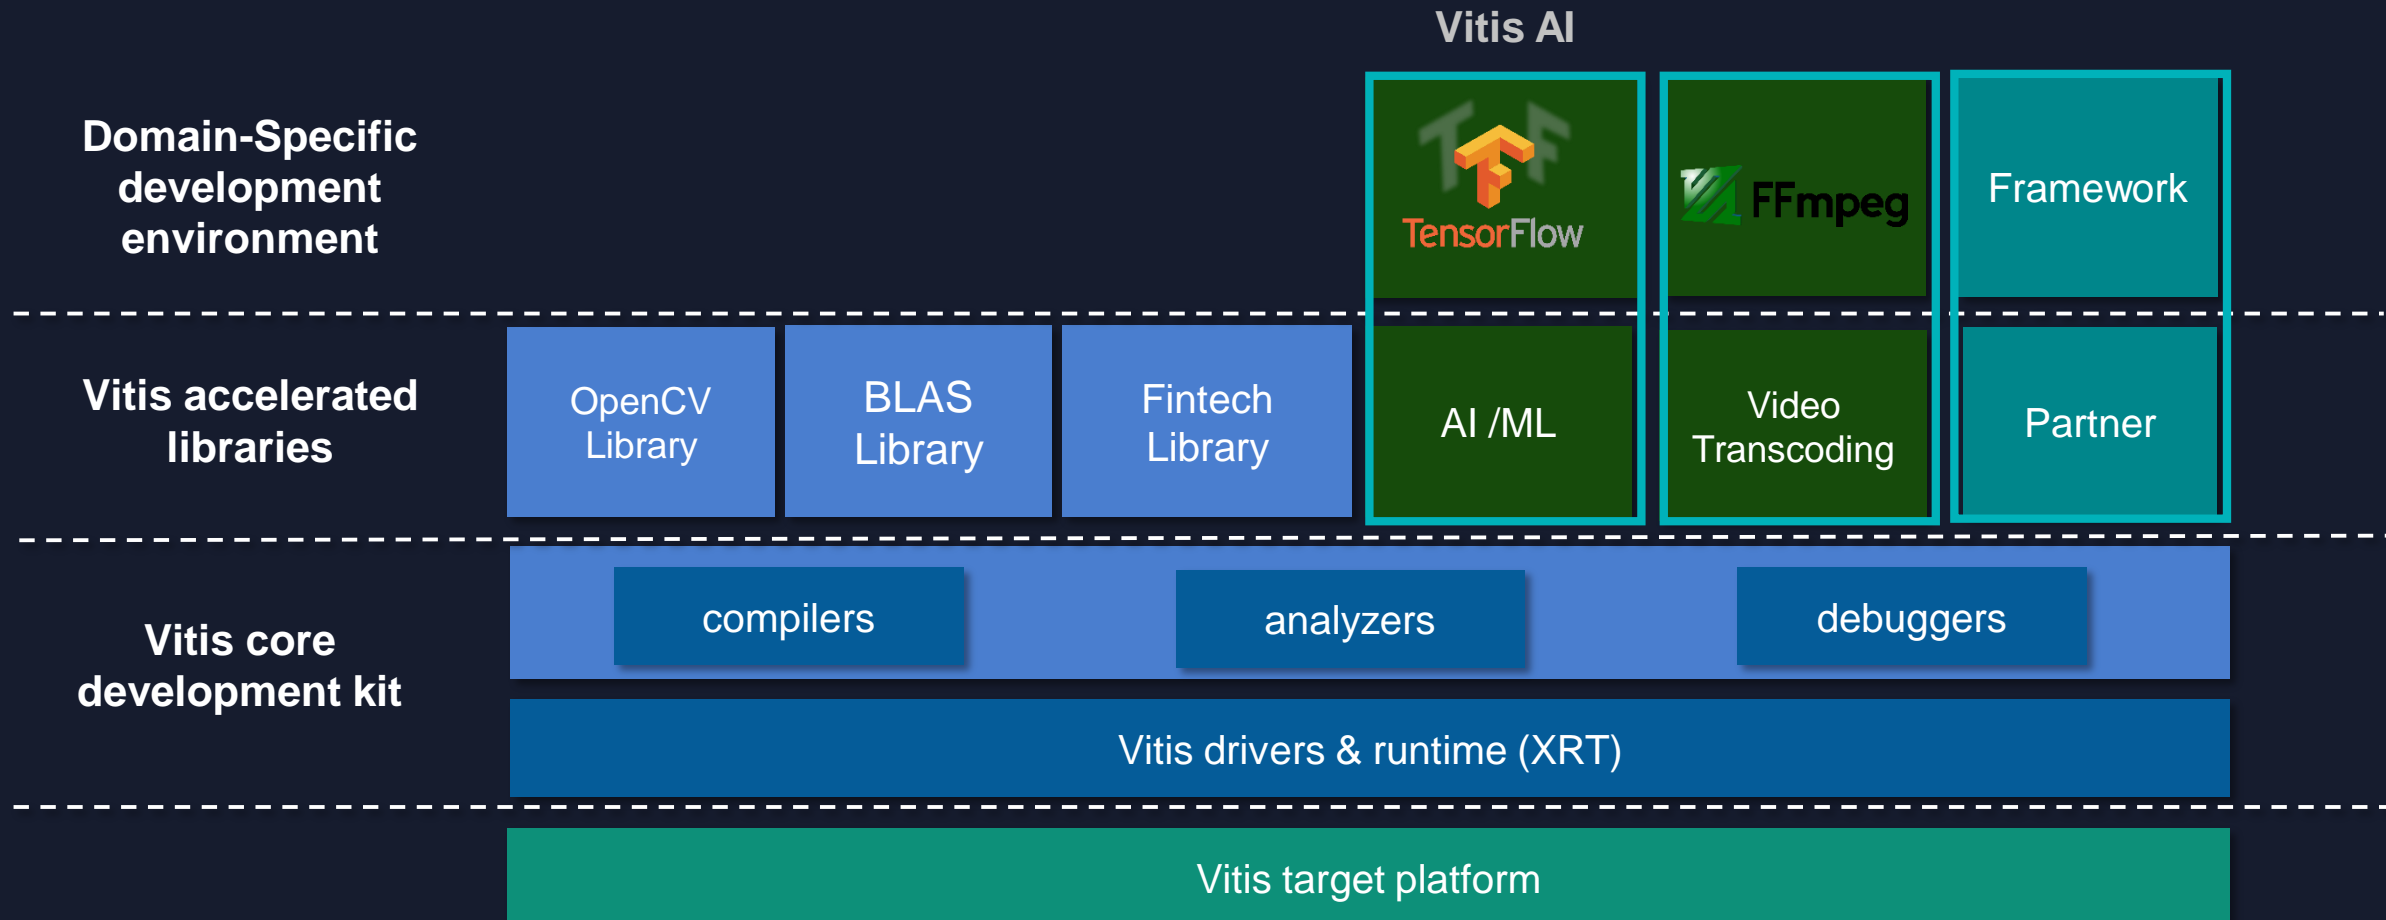 Vitis AI
Domain-Specific
development
environment
TensorFlow
FFmpeg
Framework
Vitis accelerated
libraries
OpenCV
Library
BLAS
Library
Fintech
Library
AI /ML
Video
Transcoding
Partner
Vitis core
development kit
compilers
analyzers
debuggers
Vitis drivers & runtime (XRT)
Vitis target platform